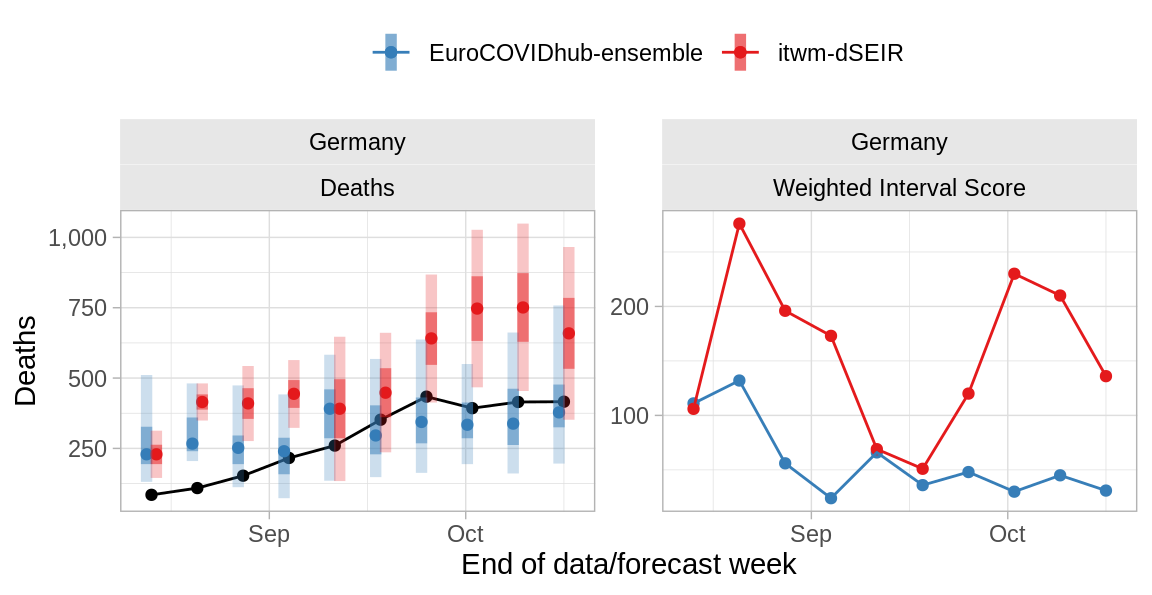 EuroCOVIDhub-ensemble itwm-dSEIR
Germany Germany
Deaths Weighted Interval Score
Deaths
1,000
750
500
250
200
100
Sep Oct Sep Oct
End of data/forecast week